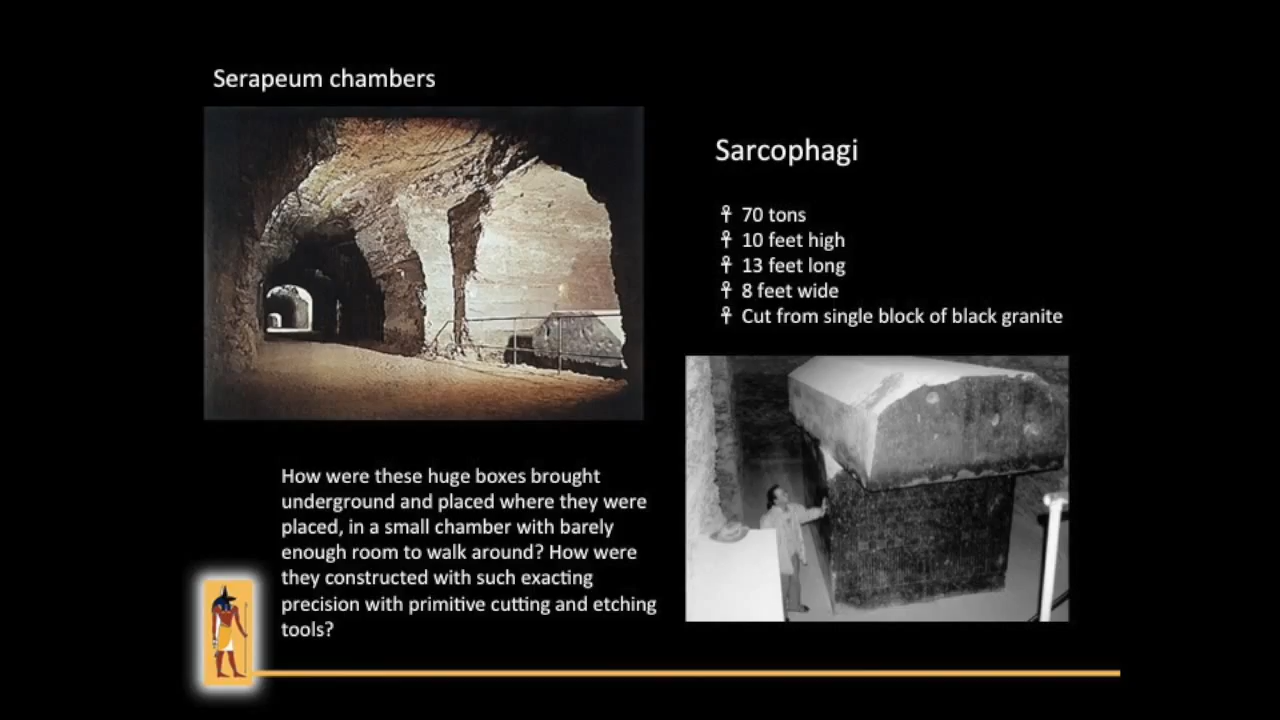 Serapeum chambers
Sarcophagi
☥ 70 tons
☥ 10 feet high
☥ 13 feet long
☥ 8 feet wide
☥ Cut from single block of black granite
How were these huge boxes brought
underground and placed where they were
placed, in a small chamber with barely
enough room to walk around? How were
they constructed with such exacting
precision with primitive cutting and etching
tools?